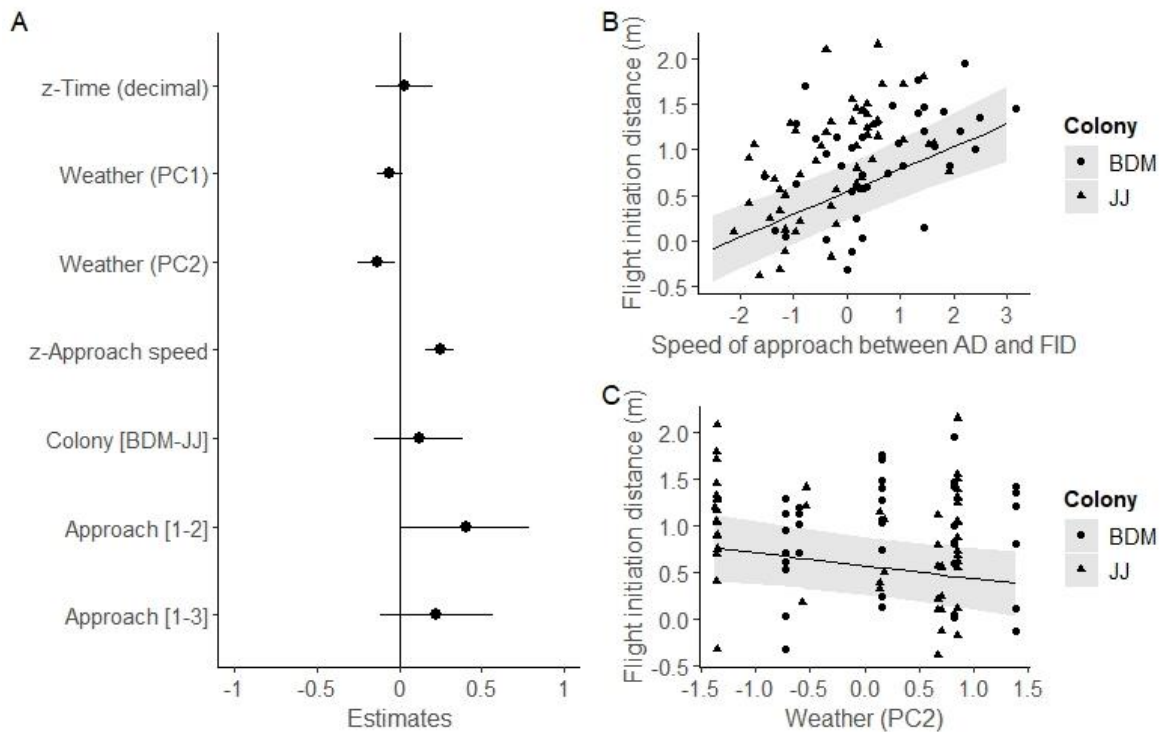 A
z-Time (decimal)
Weather (PC1)
Weather (PC2)
z-Approach speed
Colony [BDM-JJ]
Approach [1-2]
Approach [1-3]
-1
-0.5
0
0.5
1
Estimates
B
Flight initiation distance (m)
2.0
1.5
1.0
0.5
0.0
-0.5
-2
-1
0
1
2
3
Speed of approach between AD and FID
Colony
BDM
JJ
C
Flight initiation distance (m)
2.0
1.5
1.0
0.5
0.0
-0.5
-1.5
-1.0
-0.5
0.0
0.5
1.0
1.5
Weather (PC2)
Colony
BDM
JJ